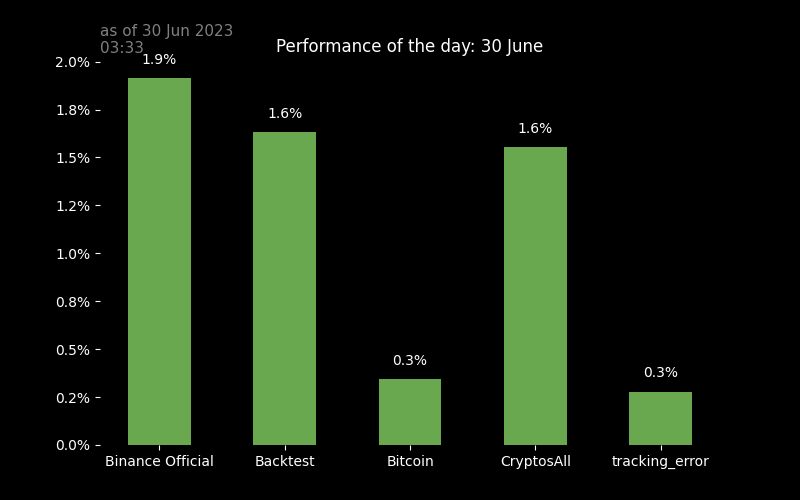 as of 30 Jun 2023
03:33
Performance of the day: 30 June
2.0%
1.8%
1.5%
1.2%
1.0%
0.8%
0.5%
0.2%
0.0%
1.9%
1.6%
0.3%
1.6%
0.3%
Binance Official
Backtest
Bitcoin
CryptosAll
tracking_error